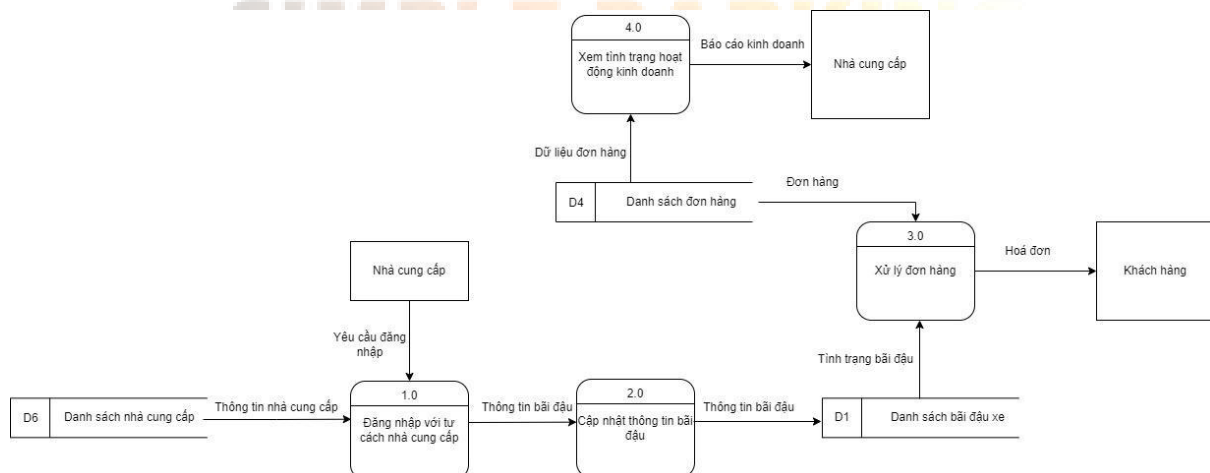 4.0
Xem tình trạng hoạt
động kinh doanh
Báo cáo kinh doanh
Nhà cung cấp
Dữ liệu đơn hàng
D4
Danh sách đơn hàng
Đơn hàng
3.0
Xử lý đơn hàng
Hoá đơn
Khách hàng
Nhà cung cấp
Yêu cầu đăng
nhập
Tình trạng bãi đậu
D6
Danh sách nhà cung cấp
Thông tin nhà cung cấp
1.0
Đăng nhập với tư
cách nhà cung cấp
Thông tin bãi đậu
2.0
Cập nhật thông tin bãi
đậu
Thông tin bãi đậu
D1
Danh sách bãi đậu xe